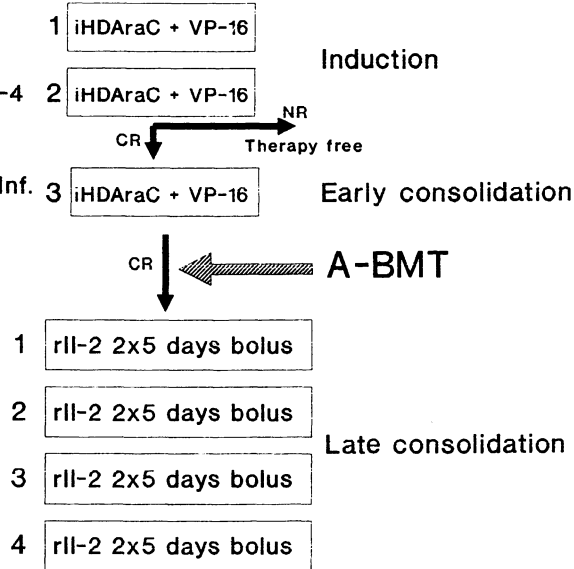 1 iHDAraC + VP-16
Induction
-4 2 iHDAraC + VP-16
NR
CR
Therapy free
Inf. 3 iHDAraC + VP-16
Early consolidation
CR
A-BMT
1 rIl-2 2x5 days bolus
2 rIl-2 2x5 days bolus
Late consolidation
3 rIl-2 2x5 days bolus
4 rIl-2 2x5 days bolus